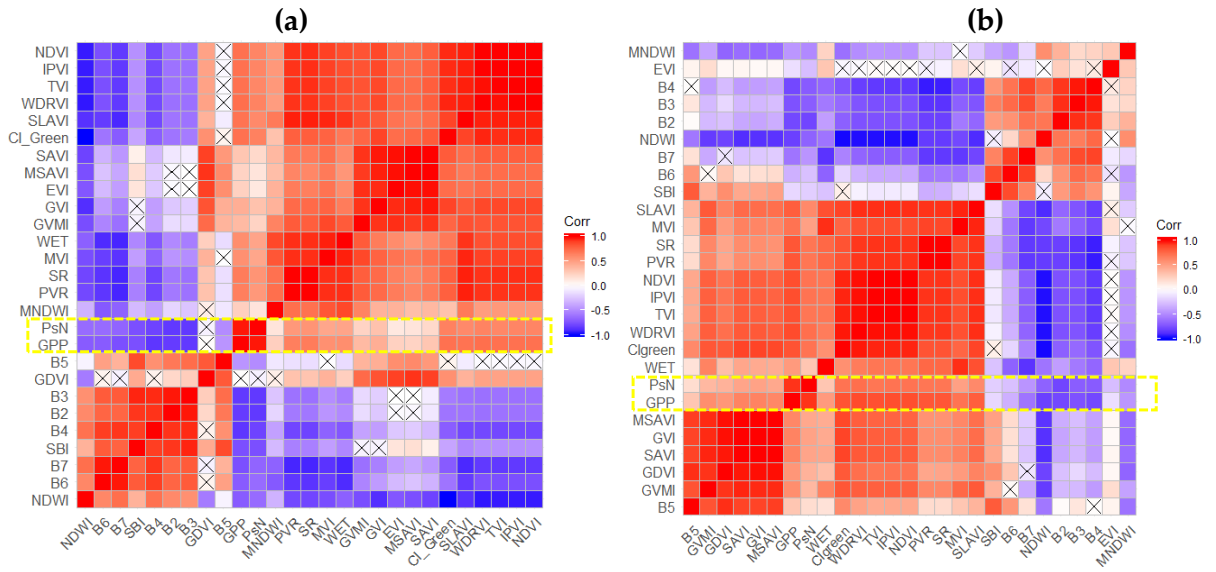 (a)
NDVI
IPVI
TVI
WDRVI
SLAVI
CI_Green
SAVI
MSAVI
EVI
GVI
GVMI
WET
MVI
SR
PVR
MNDWI
PsN
GPP
B5
GDVI
B3
B2
B4
SBI
B7
B6
NDWI
NDWI
B6
B7
SBI
B4
B2
B3
GDVI
B5
GPP
PsN
MNDWI
PVR
SR
MVI
WET
GVMI
GVI
EVI
MSAVI
SAVI
CI_Green
SLAVI
WDRVI
TVI
IPVI
NDVI
Corr
1.0
0.5
0.0
-0.5
-1.0
(b)
MNDWI
EVI
B4
B3
B2
NDWI
B7
B6
SBI
SLAVI
MVI
SR
PVR
NDVI
IPVI
TVI
WDRVI
CIgreen
WET
PsN
GPP
MSAVI
GVI
SAVI
GDVI
GVMI
B5
B5
GVMI
GDVI
SAVI
GVI
MSAVI
GPP
PsN
WET
CIgreen
WDRVI
TVI
IPVI
NDVI
PVR
SR
MVI
SLAVI
SBI
B6
B7
NDWI
B2
B3
B4
EVI
MNDWI
Corr
1.0
0.5
0.0
-0.5
-1.0